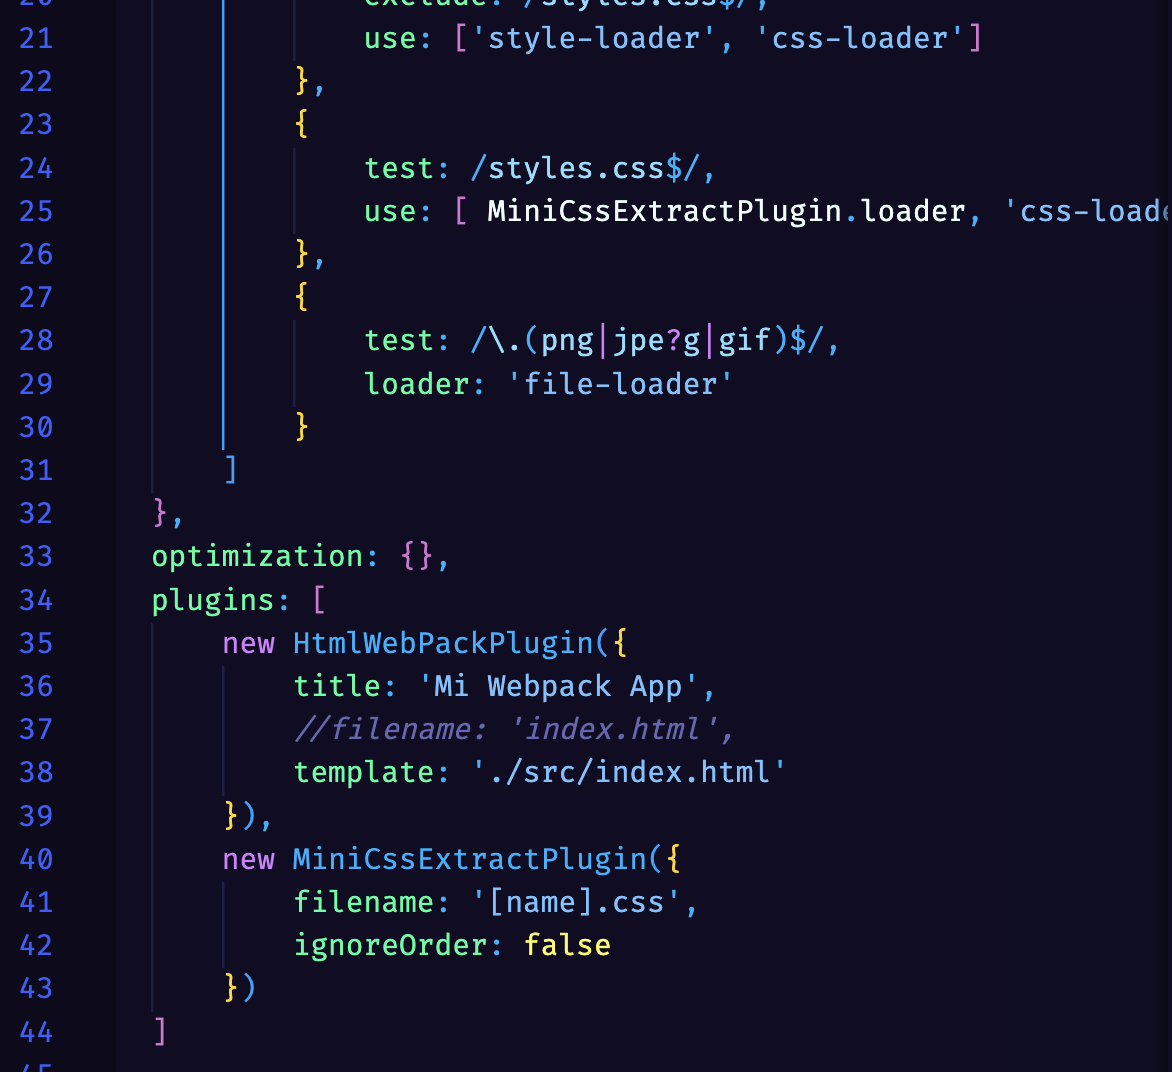 20 exclude: /styles.css$/,
21 use: ['style-loader', 'css-loader']
22 },
23 {
24 test: /styles.css$/,
25 use: [ MiniCssExtractPlugin.loader, 'css-loade
26 },
27 {
28 test: /\.(png|jpe?g|gif)$/,
29 loader: 'file-loader'
30 }
31 ]
32 },
33 optimization: {},
34 plugins: [
35 new HtmlWebPackPlugin({
36 title: 'Mi Webpack App',
37 //filename: 'index.html',
38 template: './src/index.html'
39 }),
40 new MiniCssExtractPlugin({
41 filename: '[name].css',
42 ignoreOrder: false
43 })
44 ]
45